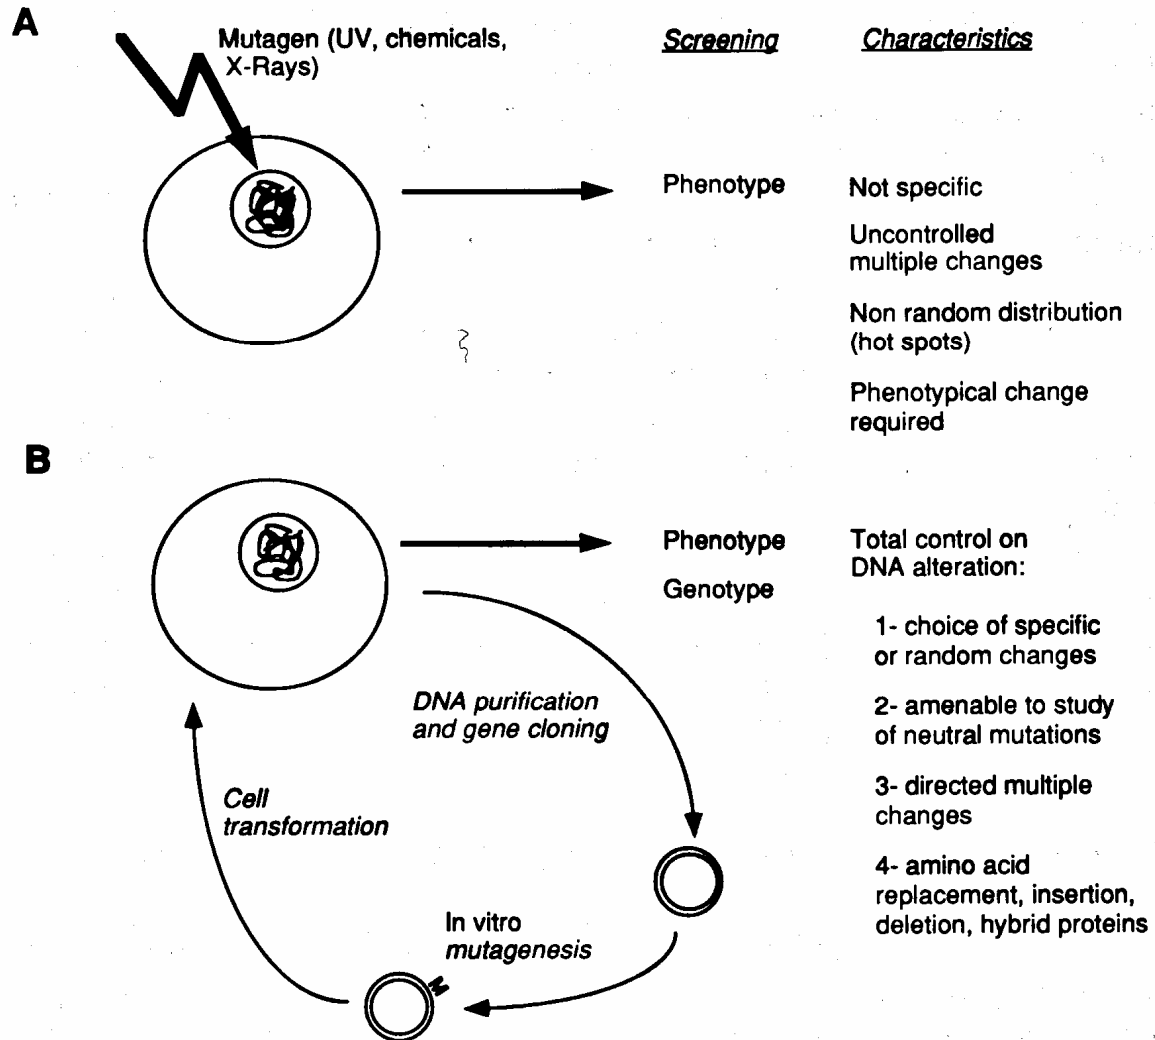 A
Mutagen (UV, chemicals,
X-Rays)
Screening
Characteristics
Phenotype
Not specific
Uncontrolled
multiple changes
Non random distribution
(hot spots)
Phenotypical change
required
B
Phenotype
Genotype
Total control on
DNA alteration:
1- choice of specific
or random changes
2- amenable to study
of neutral mutations
3- directed multiple
changes
4- amino acid
replacement, insertion,
deletion, hybrid proteins
DNA purification
and gene cloning
Cell
transformation
In vitro
mutagenesis
M